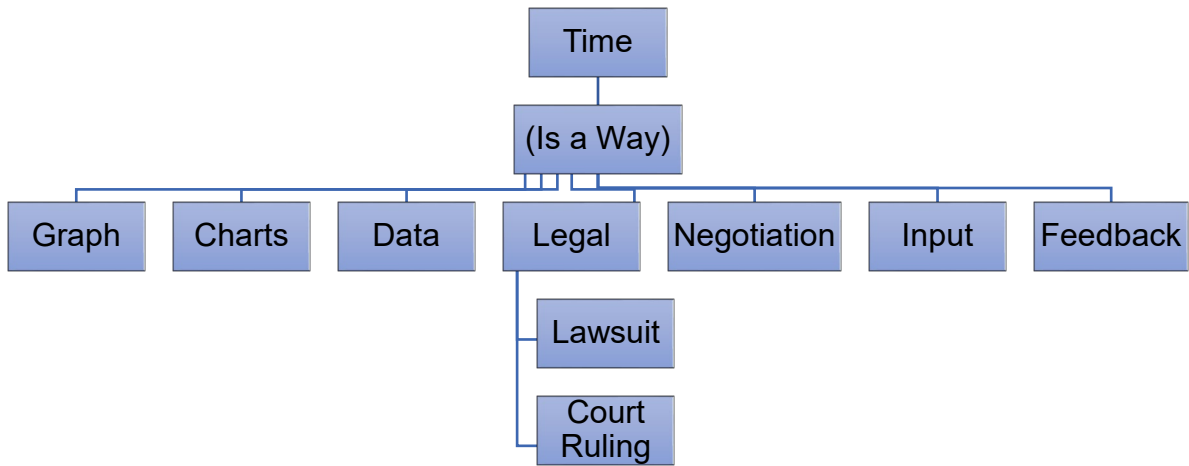 Time
(Is a Way)
Graph
Charts
Data
Legal
Negotiation
Input
Feedback
Lawsuit
Court
Ruling